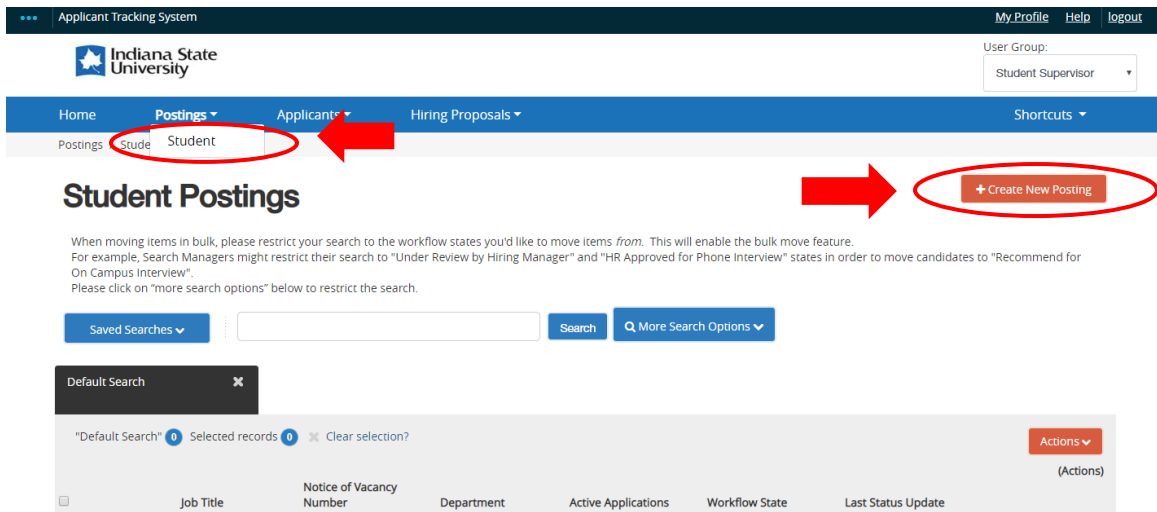 ••• Applicant Tracking System My Profile Help logout
Indiana State
University
User Group:
Student Supervisor
Home Postings Applicants Hiring Proposals Shortcuts
Postings Stude Student
Student Postings
+ Create New Posting
When moving items in bulk, please restrict your search to the workflow states you'd like to move items from. This will enable the bulk move feature.
For example, Search Managers might restrict their search to "Under Review by Hiring Manager" and "HR Approved for Phone Interview" states in order to move candidates to "Recommend for
On Campus Interview".
Please click on “more search options” below to restrict the search.
Saved Searches Search More Search Options
Default Search ✖
"Default Search" 0 Selected records 0 ✖ Clear selection?
Actions
(Actions)
Job Title Notice of Vacancy Number Department Active Applications Workflow State Last Status Update